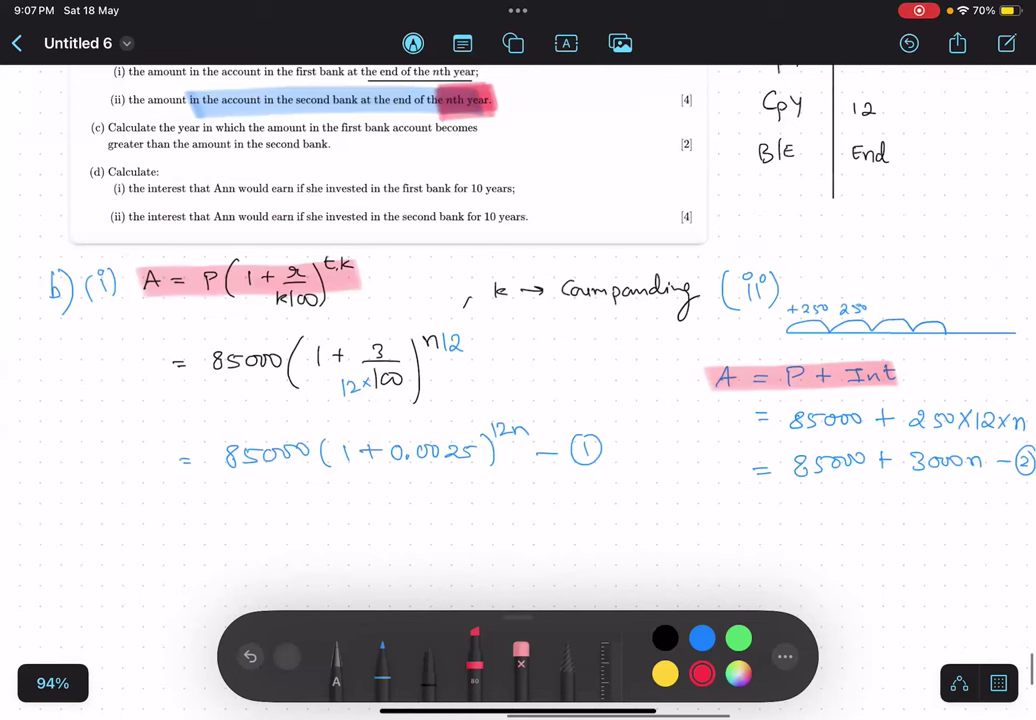 9:07 PM Sat 18 May
70%
Untitled 6
(i) the amount in the account in the first bank at the end of the nth year;
(ii) the amount in the account in the second bank at the end of the nth year. [4]
(c) Calculate the year in which the amount in the first bank account becomes
greater than the amount in the second bank. [2]
(d) Calculate:
(i) the interest that Ann would earn if she invested in the first bank for 10 years;
(ii) the interest that Ann would earn if she invested in the second bank for 10 years. [4]
CpY 12
B/E End
b) (i) A = P(1 + r/k100)^t.k , k → Coumpanding
= 85000(1 + 3/12×100)^n12
= 85000(1 + 0.0025)^12n — ①
(ii)
+250 250
A = P + Int
= 85000 + 250×12×n
= 85000 + 3000n — ②
A
80
94%